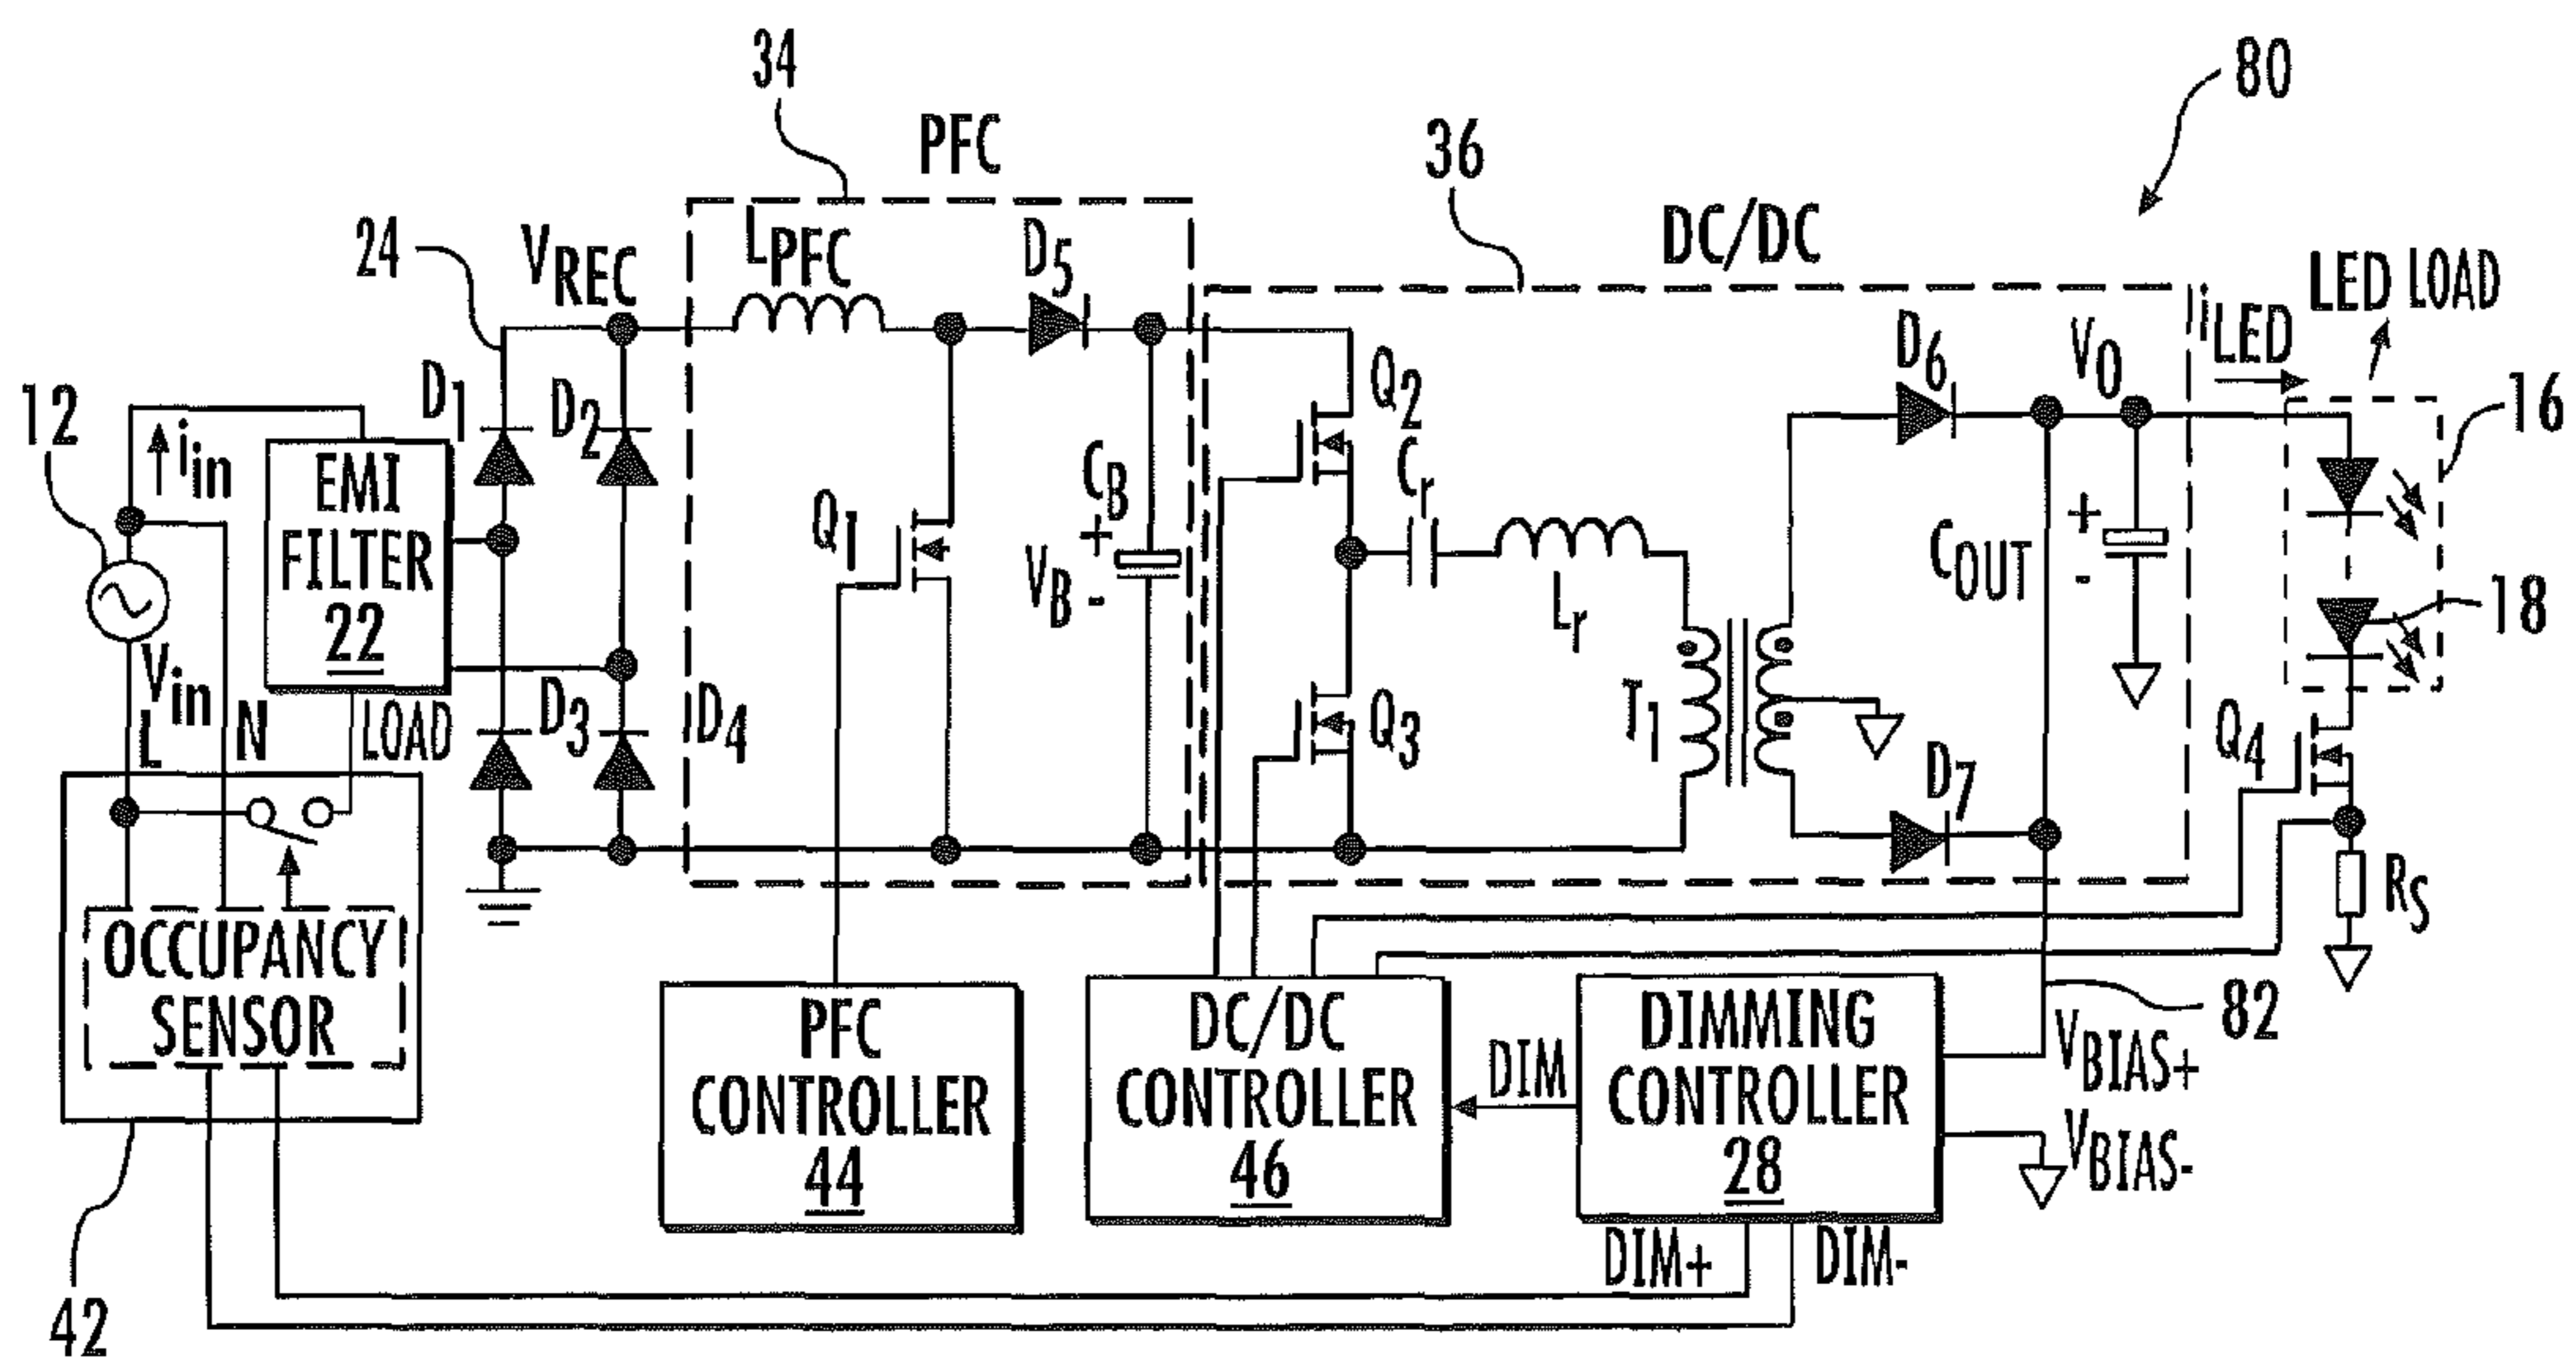 34
PFC
80
36
DC/DC
24
VREC
LPFC
D5
LED LOAD
iLED
12
iin
D1
D2
Q2
D6
VO
16
EMI
FILTER
22
Q1
CB
+
VB
-
Cr
Lr
COUT
+
-
18
Vin
L
N
LOAD
D3
D4
Q3
T1
D7
Q4
RS
OCCUPANCY
SENSOR
PFC
CONTROLLER
44
DC/DC
CONTROLLER
46
DIM
DIMMING
CONTROLLER
28
82
VBIAS+
VBIAS-
DIM+
DIM-
42